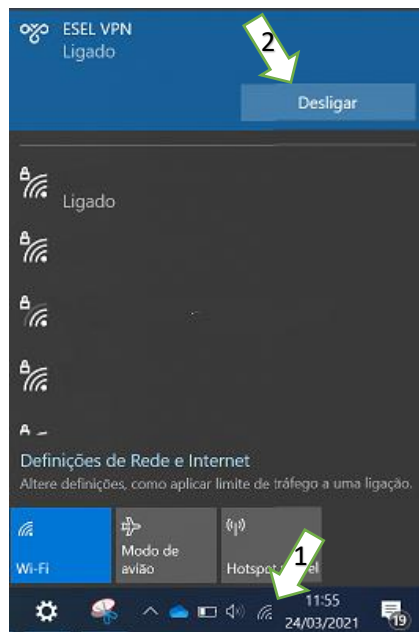 ESEL VPN
Ligado
2
Desligar
Ligado
Definições de Rede e Internet
Altere definições, como aplicar limite de tráfego a uma ligação.
Wi-Fi
Modo de
avião
Hotspot
1
11:55
24/03/2021
19